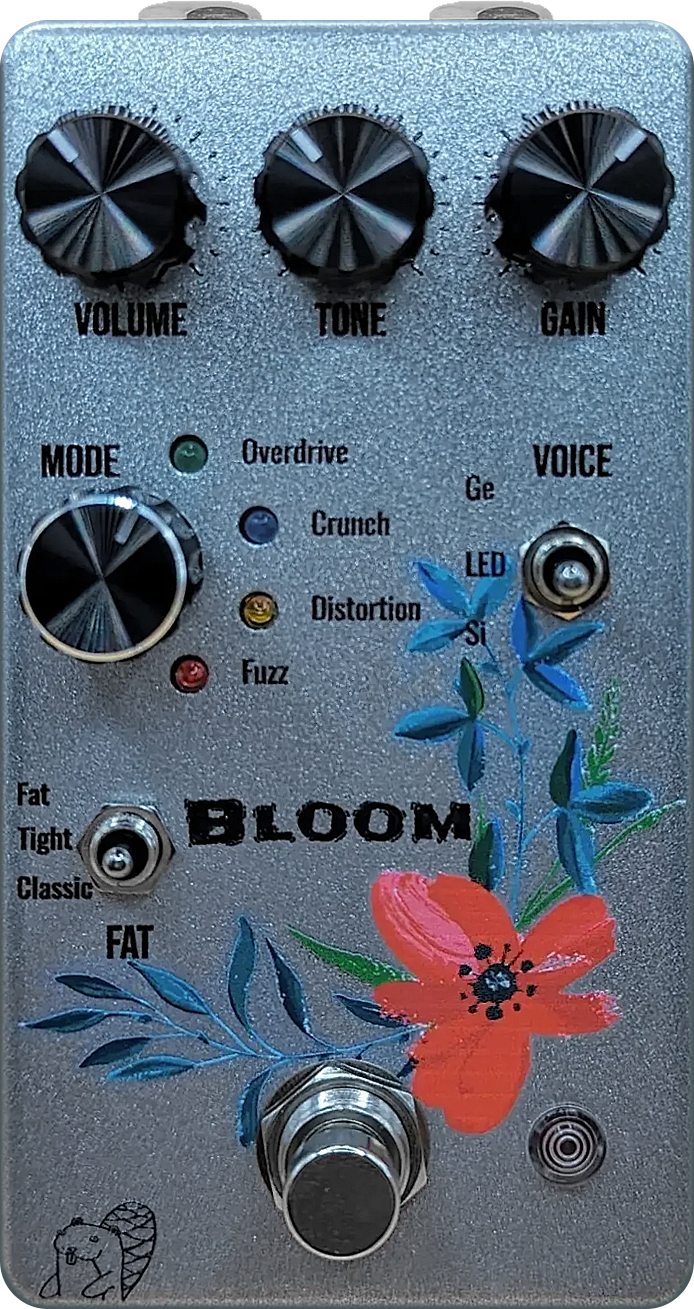 VOLUME
TONE
GAIN
MODE
Overdrive
VOICE
Ge
Crunch
LED
Distortion
Si
Fuzz
Fat
BLOOM
Tight
Classic
FAT